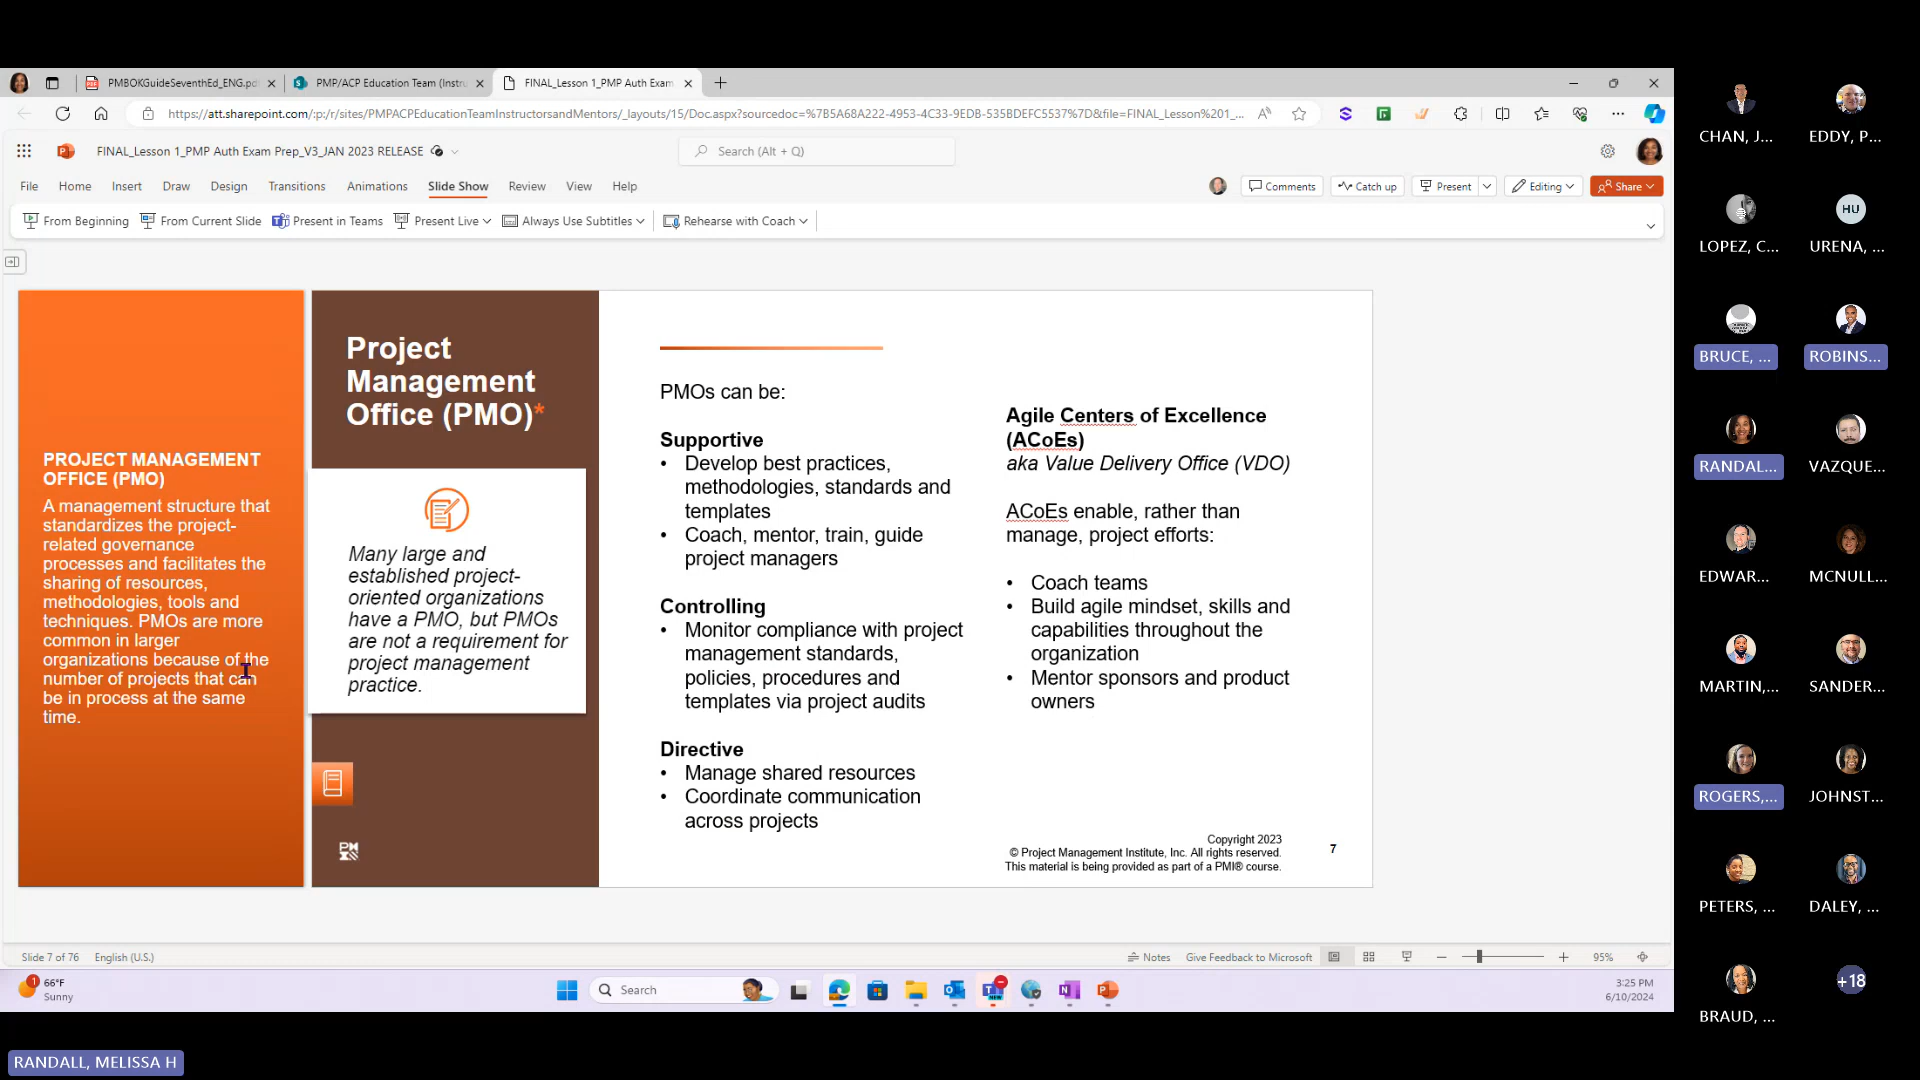 PMBOKGuideSeventhEd_ENG.pd
PMP/ACP Education Team (Instru
FINAL_Lesson 1_PMP Auth Exam
https://att.sharepoint.com/:p:/r/sites/PMPACPEducationTeamInstructorsandMentors/_layouts/15/Doc.aspx?sourcedoc=%7B5A68A222-4953-4C33-9EDB-535BDEFC5537%7D&file=FINAL_Lesson%201_...
FINAL_Lesson 1_PMP Auth Exam Prep_V3_JAN 2023 RELEASE
Search (Alt + Q)
File Home Insert Draw Design Transitions Animations Slide Show Review View Help
Comments Catch up Present Editing Share
From Beginning From Current Slide Present in Teams Present Live Always Use Subtitles Rehearse with Coach
PROJECT MANAGEMENT
OFFICE (PMO)
A management structure that
standardizes the project-
related governance
processes and facilitates the
sharing of resources,
methodologies, tools and
techniques. PMOs are more
common in larger
organizations because of the
number of projects that can
be in process at the same
time.
Project
Management
Office (PMO)*
Many large and
established project-
oriented organizations
have a PMO, but PMOs
are not a requirement for
project management
practice.
PMOs can be:
Supportive
• Develop best practices,
methodologies, standards and
templates
• Coach, mentor, train, guide
project managers
Controlling
• Monitor compliance with project
management standards,
policies, procedures and
templates via project audits
Directive
• Manage shared resources
• Coordinate communication
across projects
Agile Centers of Excellence
(ACoEs)
aka Value Delivery Office (VDO)
ACoEs enable, rather than
manage, project efforts:
• Coach teams
• Build agile mindset, skills and
capabilities throughout the
organization
• Mentor sponsors and product
owners
Copyright 2023
© Project Management Institute, Inc. All rights reserved.
This material is being provided as part of a PMI® course.
7
Slide 7 of 76 English (U.S.)
Notes Give Feedback to Microsoft 95%
1
66°F
Sunny
Search
NEW
3:25 PM
6/10/2024
CHAN, J...
EDDY, P...
LOPEZ, C...
HU
URENA, ...
BRUCE, ...
ROBINS...
RANDAL...
VAZQUE...
EDWAR...
MCNULL...
MARTIN,...
SANDER...
ROGERS,...
JOHNST...
PETERS, ...
DALEY, ...
BRAUD, ...
+18
RANDALL, MELISSA H